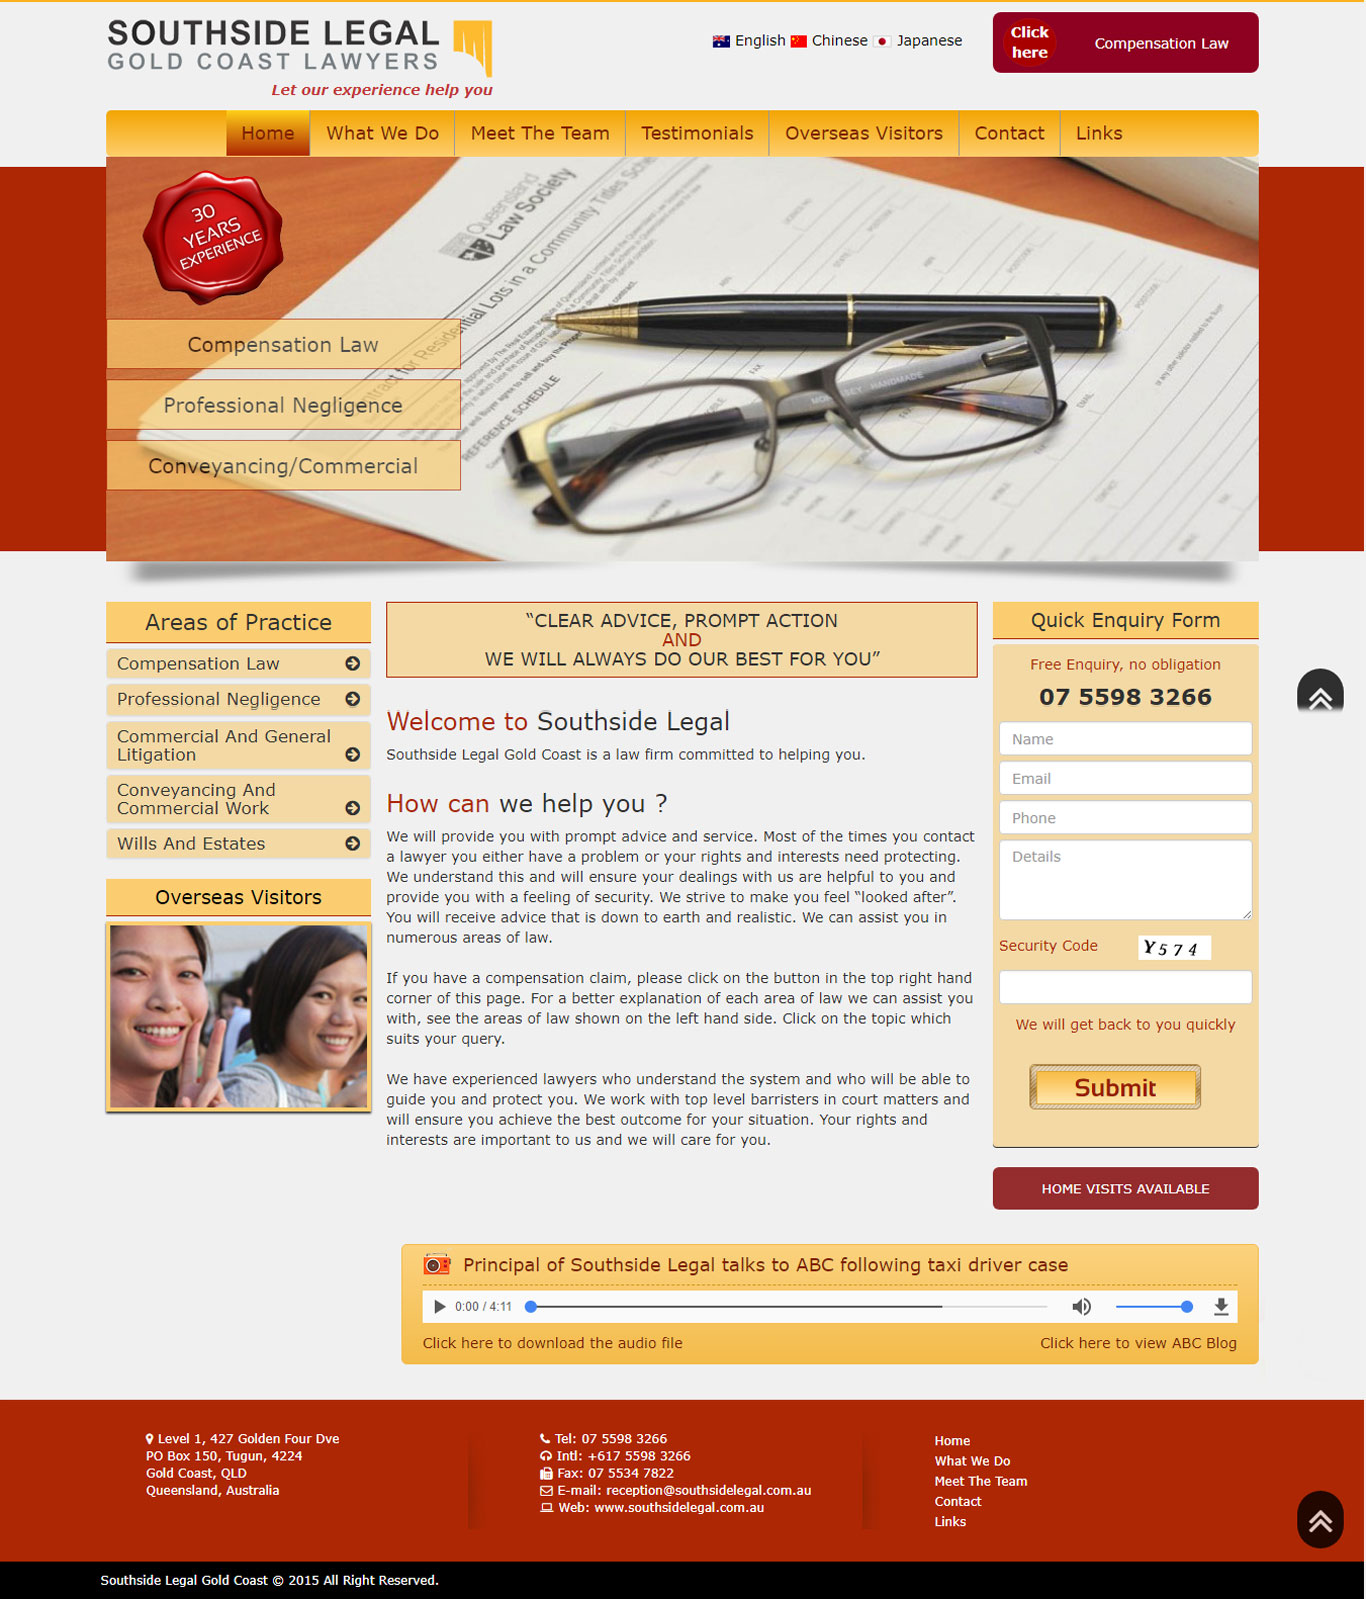 SOUTHSIDE LEGAL
GOLD COAST LAWYERS
Let our experience help you
English Chinese Japanese
Click
here
Compensation Law
Home What We Do Meet The Team Testimonials Overseas Visitors Contact Links
30
YEARS
EXPERIENCE
Queensland
Law Society
Lots in a Community Titles
REFERENCE SCHEDULE
Compensation Law
Professional Negligence
Conveyancing/Commercial
Areas of Practice
Compensation Law
Professional Negligence
Commercial And General
Litigation
Conveyancing And
Commercial Work
Wills And Estates
Overseas Visitors
“CLEAR ADVICE, PROMPT ACTION
AND
WE WILL ALWAYS DO OUR BEST FOR YOU”
Welcome to Southside Legal
Southside Legal Gold Coast is a law firm committed to helping you.
How can we help you ?
We will provide you with prompt advice and service. Most of the times you contact
a lawyer you either have a problem or your rights and interests need protecting.
We understand this and will ensure your dealings with us are helpful to you and
provide you with a feeling of security. We strive to make you feel “looked after”.
You will receive advice that is down to earth and realistic. We can assist you in
numerous areas of law.
If you have a compensation claim, please click on the button in the top right hand
corner of this page. For a better explanation of each area of law we can assist you
with, see the areas of law shown on the left hand side. Click on the topic which
suits your query.
We have experienced lawyers who understand the system and who will be able to
guide you and protect you. We work with top level barristers in court matters and
will ensure you achieve the best outcome for your situation. Your rights and
interests are important to us and we will care for you.
Quick Enquiry Form
Free Enquiry, no obligation
07 5598 3266
Name
Email
Phone
Details
Security Code
Y574
We will get back to you quickly
Submit
HOME VISITS AVAILABLE
Principal of Southside Legal talks to ABC following taxi driver case
0:00 / 4:11
Click here to download the audio file
Click here to view ABC Blog
Level 1, 427 Golden Four Dve
PO Box 150, Tugun, 4224
Gold Coast, QLD
Queensland, Australia
Tel: 07 5598 3266
Intl: +617 5598 3266
Fax: 07 5534 7822
E-mail: reception@southsidelegal.com.au
Web: www.southsidelegal.com.au
Home
What We Do
Meet The Team
Contact
Links
Southside Legal Gold Coast © 2015 All Right Reserved.